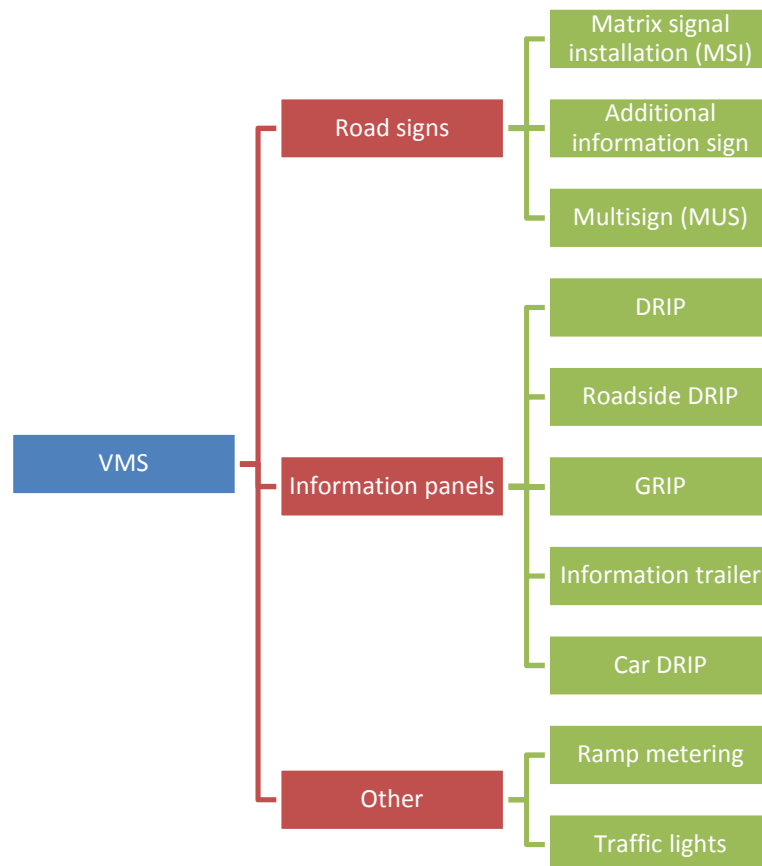 Matrix signal
installation (MSI)
Road signs
Additional
information sign
Multisign (MUS)
DRIP
Roadside DRIP
VMS
Information panels
GRIP
Information trailer
Car DRIP
Ramp metering
Other
Traffic lights